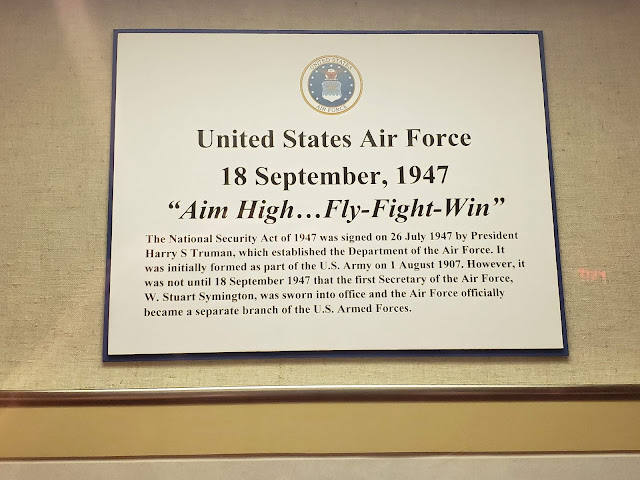 UNITED STATES
AIR FORCE
United States Air Force
18 September, 1947
“Aim High…Fly-Fight-Win”
The National Security Act of 1947 was signed on 26 July 1947 by President
Harry S Truman, which established the Department of the Air Force. It
was initially formed as part of the U.S. Army on 1 August 1907. However, it
was not until 18 September 1947 that the first Secretary of the Air Force,
W. Stuart Symington, was sworn into office and the Air Force officially
became a separate branch of the U.S. Armed Forces.